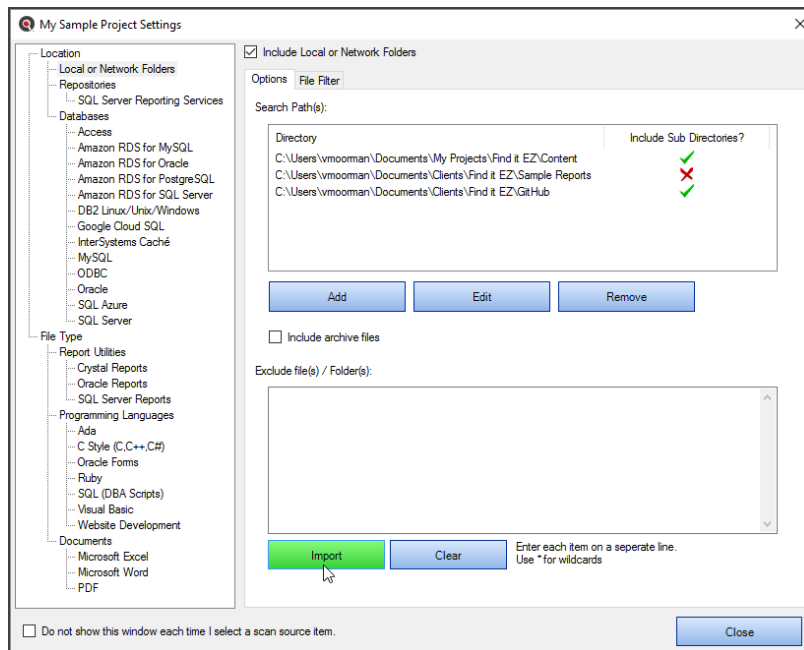 My Sample Project Settings
Location
Local or Network Folders
Repositories
SQL Server Reporting Services
Databases
Access
Amazon RDS for MySQL
Amazon RDS for Oracle
Amazon RDS for PostgreSQL
Amazon RDS for SQL Server
DB2 Linux/Unix/Windows
Google Cloud SQL
InterSystems Caché
MySQL
ODBC
Oracle
SQL Azure
SQL Server
File Type
Report Utilities
Crystal Reports
Oracle Reports
SQL Server Reports
Programming Languages
Ada
C Style (C,C++,C#)
Oracle Forms
Ruby
SQL (DBA Scripts)
Visual Basic
Website Development
Documents
Microsoft Excel
Microsoft Word
PDF
Include Local or Network Folders
Options File Filter
Search Path(s):
Directory Include Sub Directories?
C:\Users\vmoorman\Documents\My Projects\Find it EZ\Content
C:\Users\vmoorman\Documents\Clients\Find it EZ\Sample Reports
C:\Users\vmoorman\Documents\Clients\Find it EZ\GitHub
Add Edit Remove
Include archive files
Exclude file(s) / Folder(s):
Import Clear
Enter each item on a seperate line.
Use * for wildcards
Do not show this window each time I select a scan source item.
Close